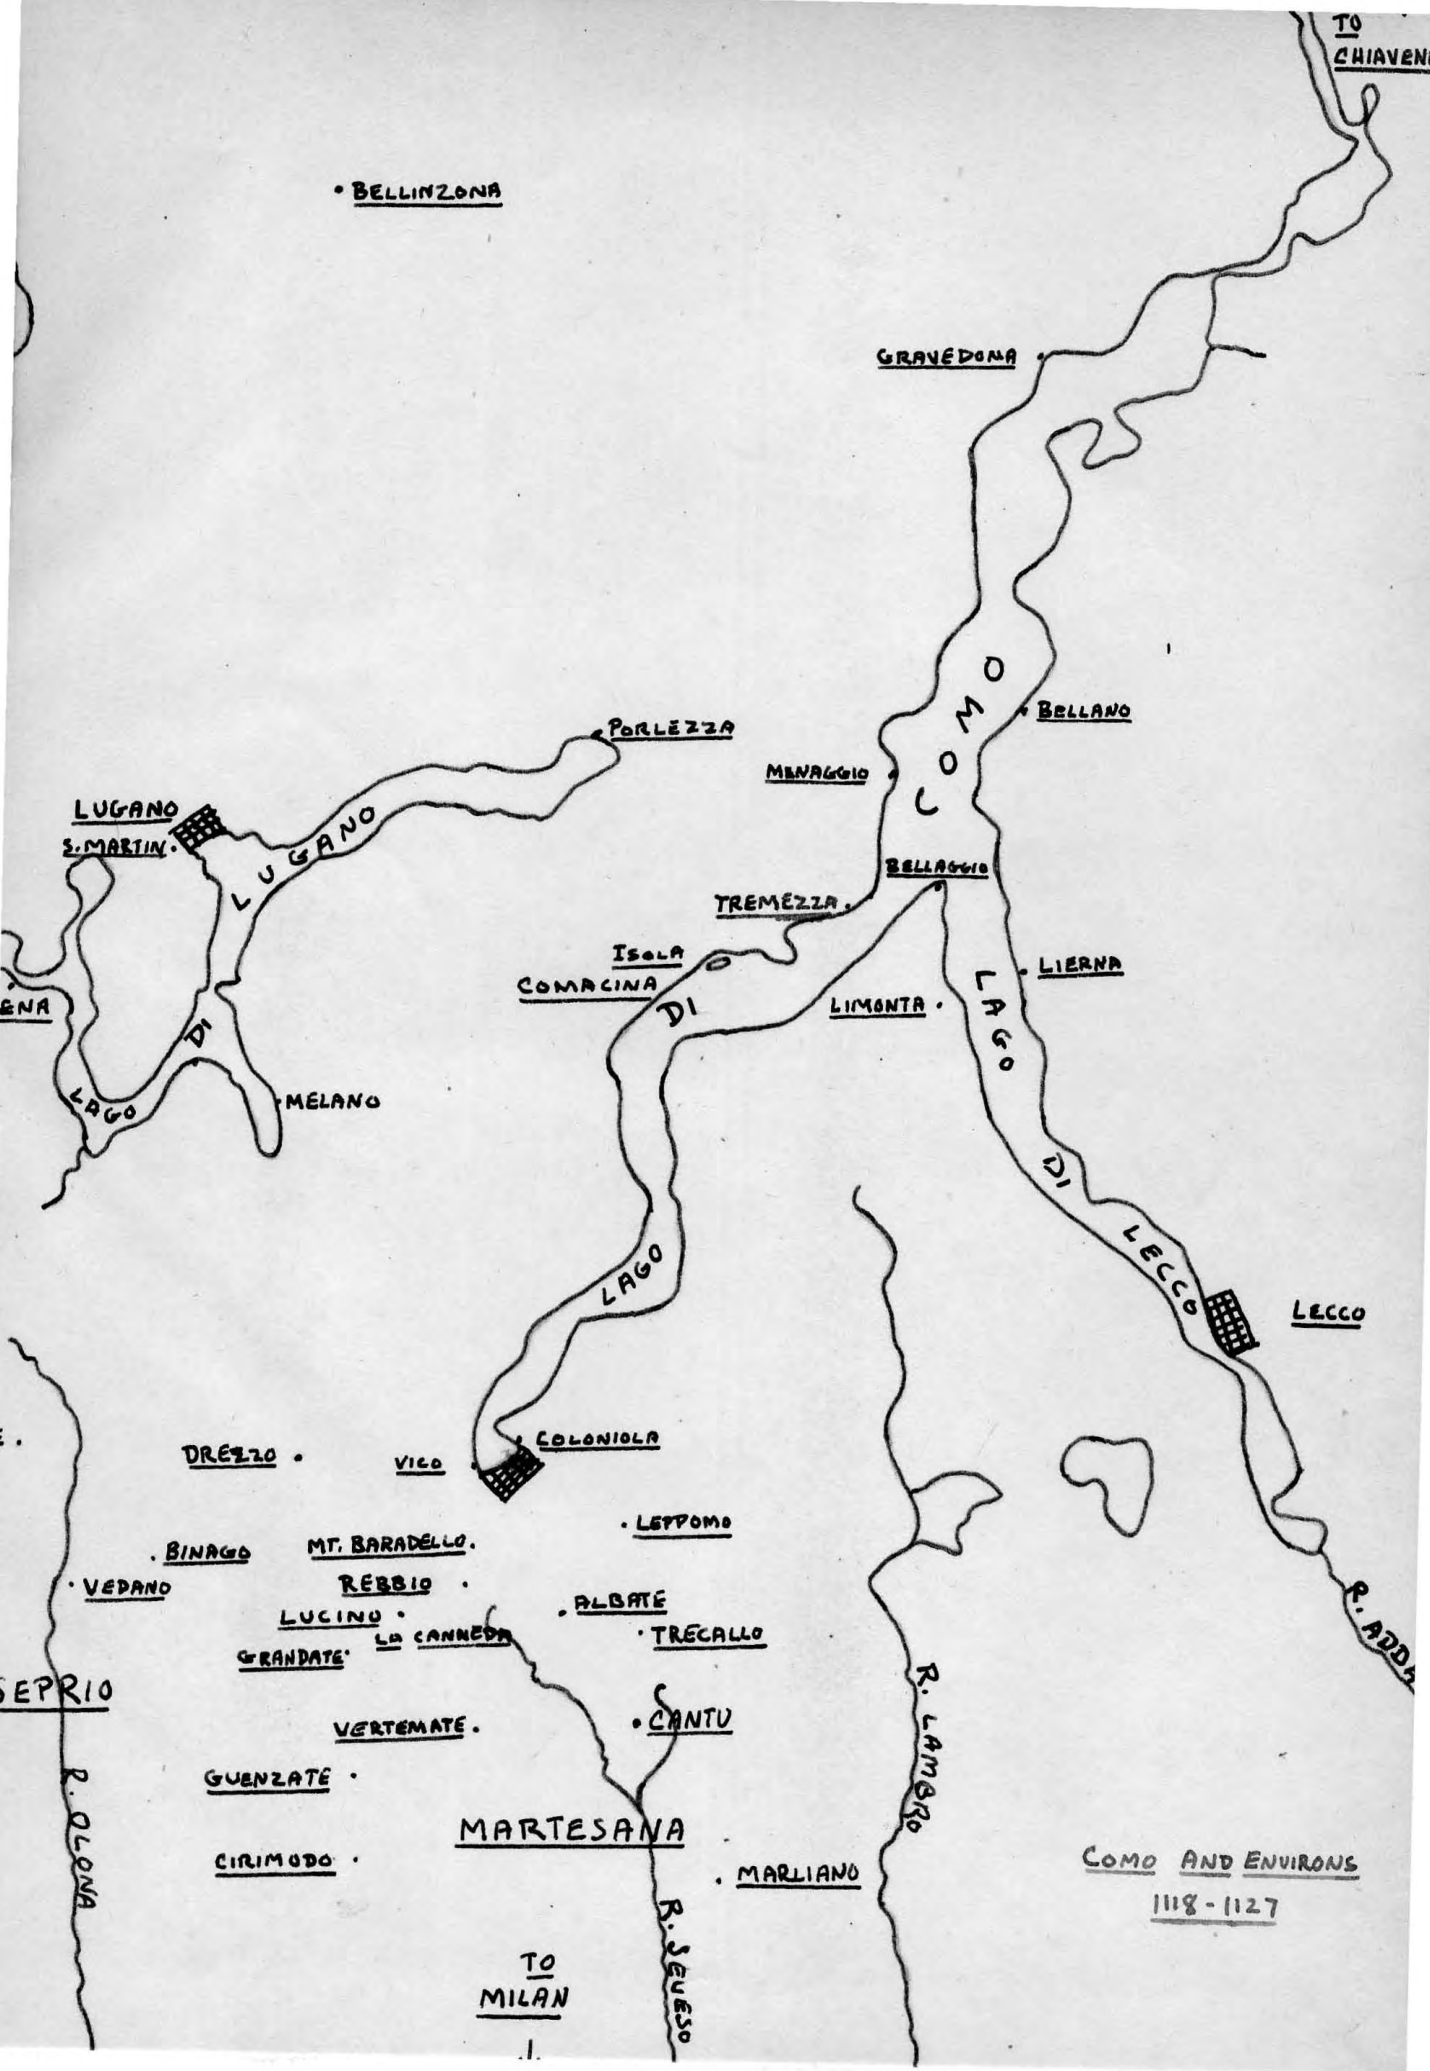 TO
CHIAVEN
BELLINZONA
GRAVEDONA
COMO
BELLANO
PORLEZZA
MENAGGIO
LUGANO
S. MARTIN.
LUGANO
BELLAGGIO
TREMEZZA.
ISOLA
COMACINA
LIERNA
ENA
DI
LIMONTA
LAGO
DI
LAGO
MELANO
DI
LECCO
LAGO
LECCO
E.
DREZZO
VICO
COLONIOLA
LEPPOMO
BINAGO
MT. BARADELLO.
VEDANO
REBBIO
ALBATE
LUCINO
LA CANNEDA
TRECALLO
GRANDATE
R. ADDA
SEPRIO
R. LAMBRO
VERTEMATE.
CANTU
GUENZATE
R. OLONA
MARTESANA
CIRIMODO
MARLIANO
COMO AND ENVIRONS
1118-1127
R. SEVESO
TO
MILAN